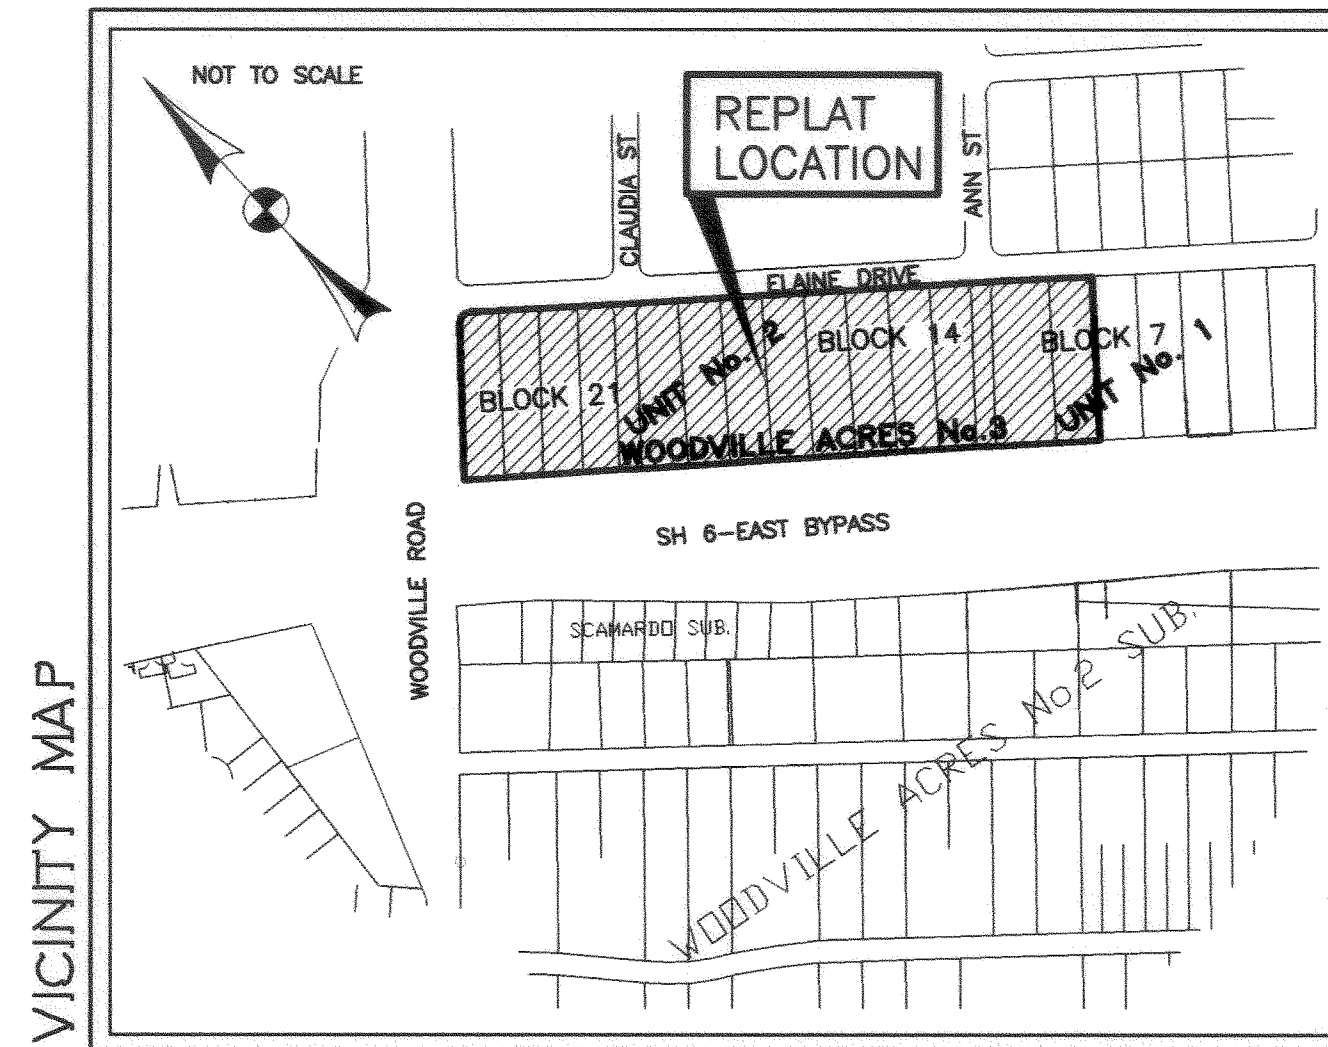 NOT TO SCALE
REPLAT
LOCATION
CLAUDIA ST
ANN ST
ELAINE DRIVE
BLOCK 21
UNIT No. 2
BLOCK 14
BLOCK 7
UNIT No. 1
WOODVILLE ACRES No.3
SH 6-EAST BYPASS
WOODVILLE ROAD
SCAMARDO SUB.
WOODVILLE ACRES No2 SUB.
VICINITY MAP